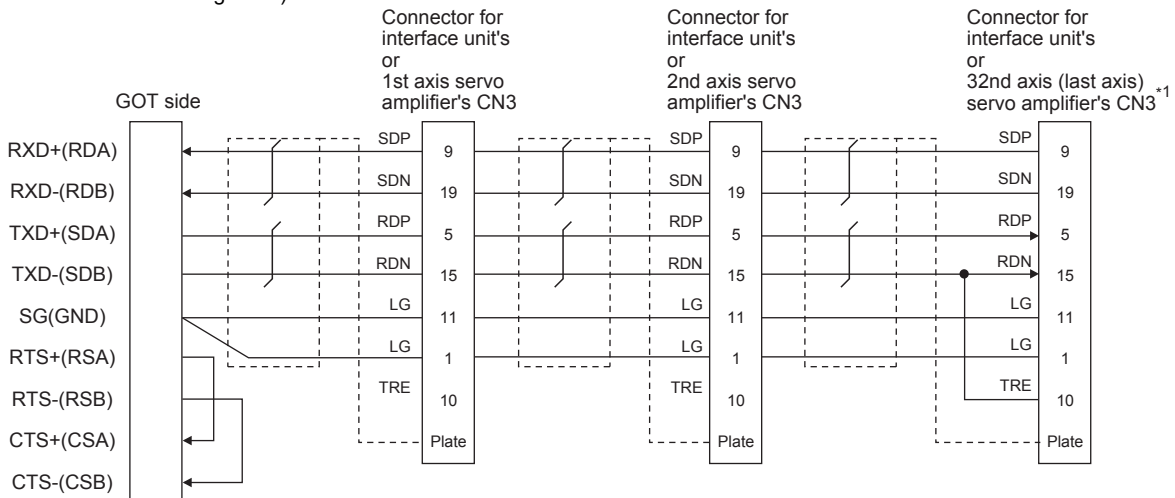 Connector for
interface unit's
or
1st axis servo
amplifier's CN3
Connector for
interface unit's
or
2nd axis servo
amplifier's CN3
Connector for
interface unit's
or
32nd axis (last axis)
servo amplifier's CN3*1
GOT side
RXD+(RDA)
SDP
9
SDP
9
SDP
9
RXD-(RDB)
SDN
19
SDN
19
SDN
19
TXD+(SDA)
RDP
5
RDP
5
RDP
5
TXD-(SDB)
RDN
15
RDN
15
RDN
15
SG(GND)
LG
11
LG
11
LG
11
RTS+(RSA)
LG
1
LG
1
LG
1
RTS-(RSB)
TRE
10
TRE
10
TRE
10
CTS+(CSA)
Plate
Plate
Plate
CTS-(CSB)